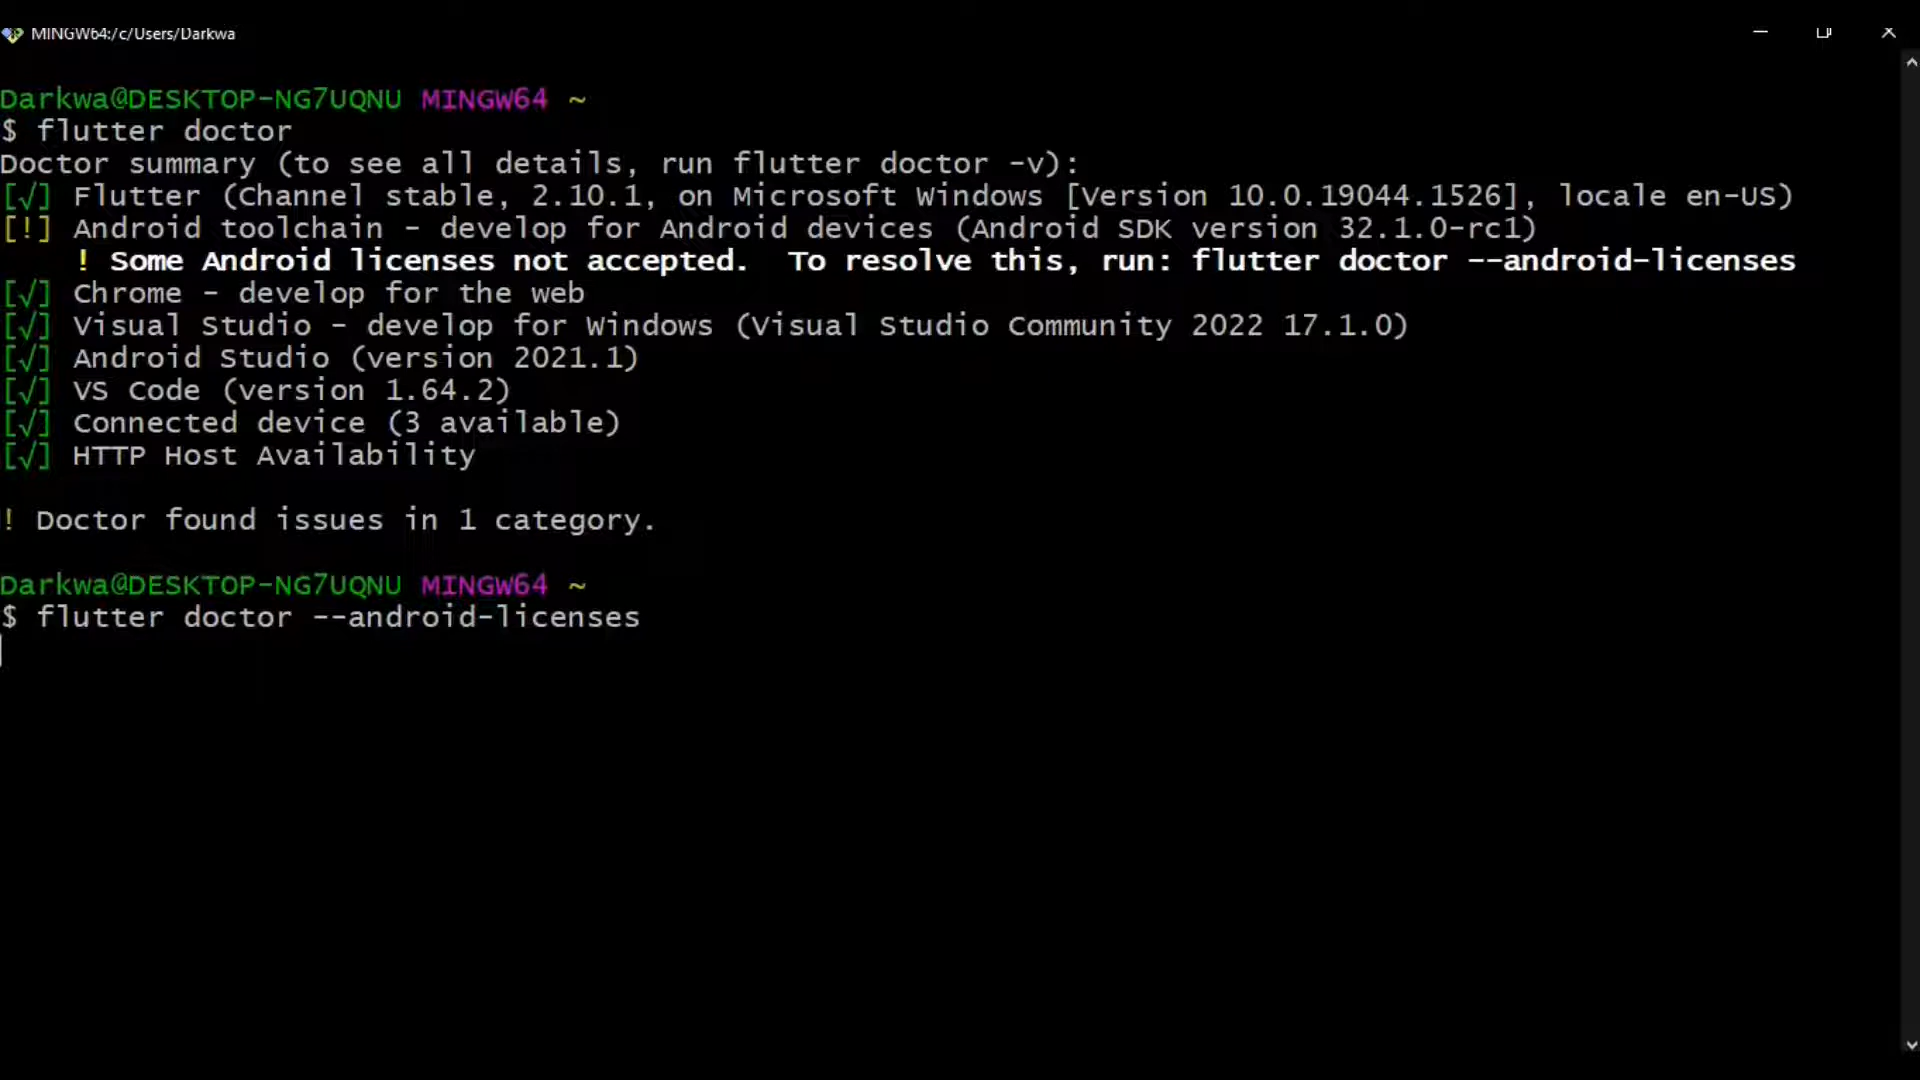 MINGW64:/c/Users/Darkwa
Darkwa@DESKTOP-NG7UQNU MINGW64 ~
$ flutter doctor
Doctor summary (to see all details, run flutter doctor -v):
[√] Flutter (Channel stable, 2.10.1, on Microsoft Windows [Version 10.0.19044.1526], locale en-US)
[!] Android toolchain - develop for Android devices (Android SDK version 32.1.0-rc1)
! Some Android licenses not accepted.  To resolve this, run: flutter doctor --android-licenses
[√] Chrome - develop for the web
[√] Visual Studio - develop for Windows (Visual Studio Community 2022 17.1.0)
[√] Android Studio (version 2021.1)
[√] VS Code (version 1.64.2)
[√] Connected device (3 available)
[√] HTTP Host Availability
! Doctor found issues in 1 category.
Darkwa@DESKTOP-NG7UQNU MINGW64 ~
$ flutter doctor --android-licenses